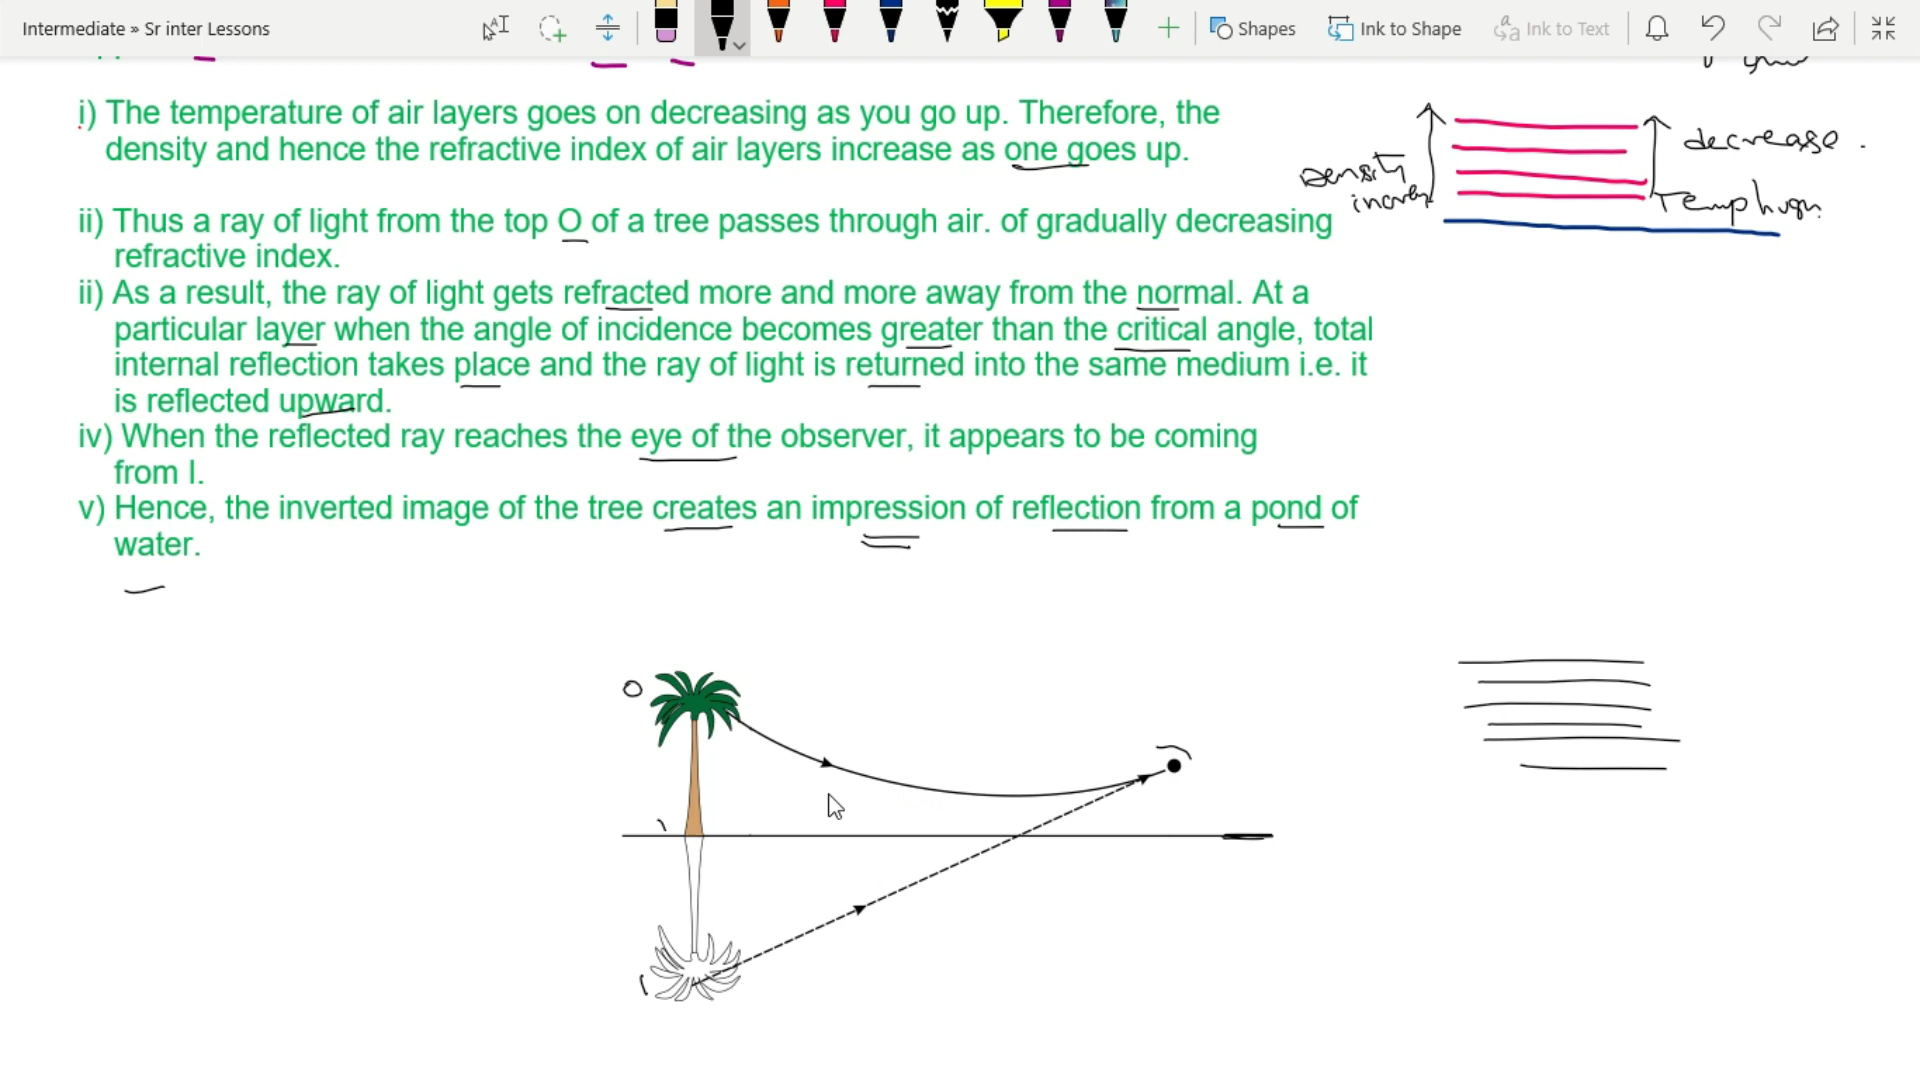 Intermediate » Sr inter Lessons
Shapes
Ink to Shape
Ink to Text
i) The temperature of air layers goes on decreasing as you go up. Therefore, the
density and hence the refractive index of air layers increase as one goes up.
decrease.
Density
Temp high
ii) Thus a ray of light from the top O of a tree passes through air. of gradually decreasing
refractive index.
ii) As a result, the ray of light gets refracted more and more away from the normal. At a
particular layer when the angle of incidence becomes greater than the critical angle, total
internal reflection takes place and the ray of light is returned into the same medium i.e. it
is reflected upward.
iv) When the reflected ray reaches the eye of the observer, it appears to be coming
from I.
v) Hence, the inverted image of the tree creates an impression of reflection from a pond of
water.
O